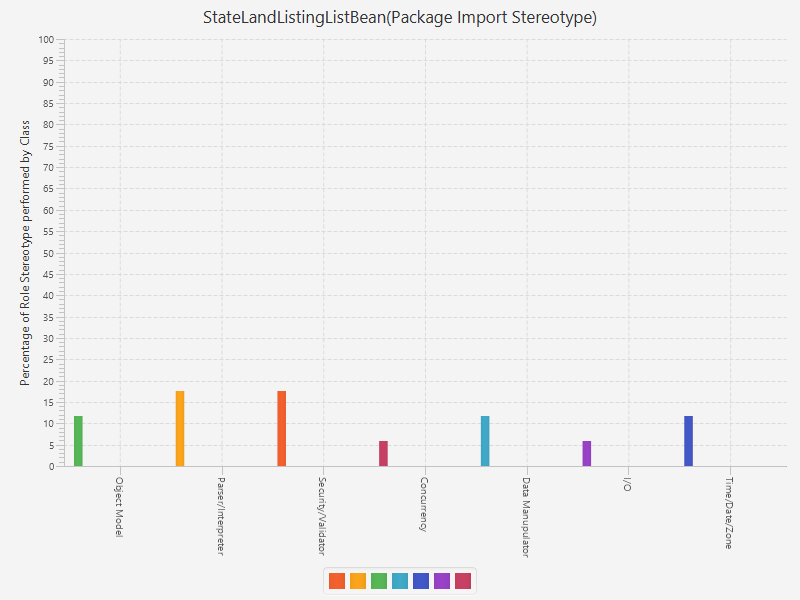 StateLandListingListBean(Package Import Stereotype)
Percentage of Role Stereotype performed by Class
100
95
90
85
80
75
70
65
60
55
50
45
40
35
30
25
20
15
10
5
0
Object Model
Parser/Interpreter
Security/Validator
Concurrency
Data Manupulator
I/O
Time/Date/Zone